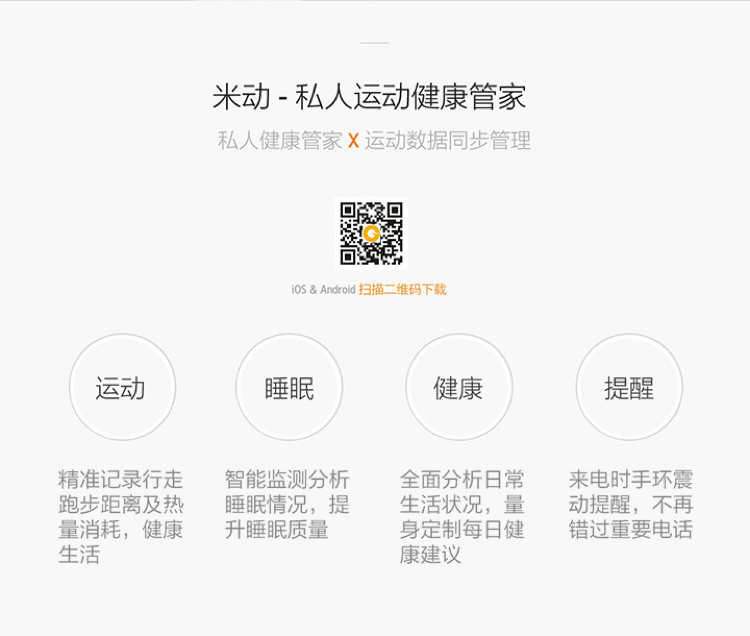 米动 - 私人运动健康管家
私人健康管家 X 运动数据同步管理
iOS & Android 扫描二维码下载
运动
睡眠
健康
提醒
精准记录行走
跑步距离及热
量消耗，健康
生活
智能监测分析
睡眠情况，提
升睡眠质量
全面分析日常
生活状况，量
身定制每日健
康建议
来电时手环震
动提醒，不再
错过重要电话